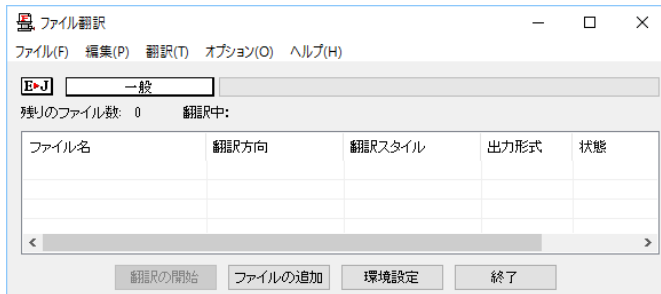 ファイル翻訳
ファイル(F) 編集(P) 翻訳(T) オプション(O) ヘルプ(H)
E▸J 一般
残りのファイル数: 0 翻訳中:
ファイル名 翻訳方向 翻訳スタイル 出力形式 状態
翻訳の開始 ファイルの追加 環境設定 終了